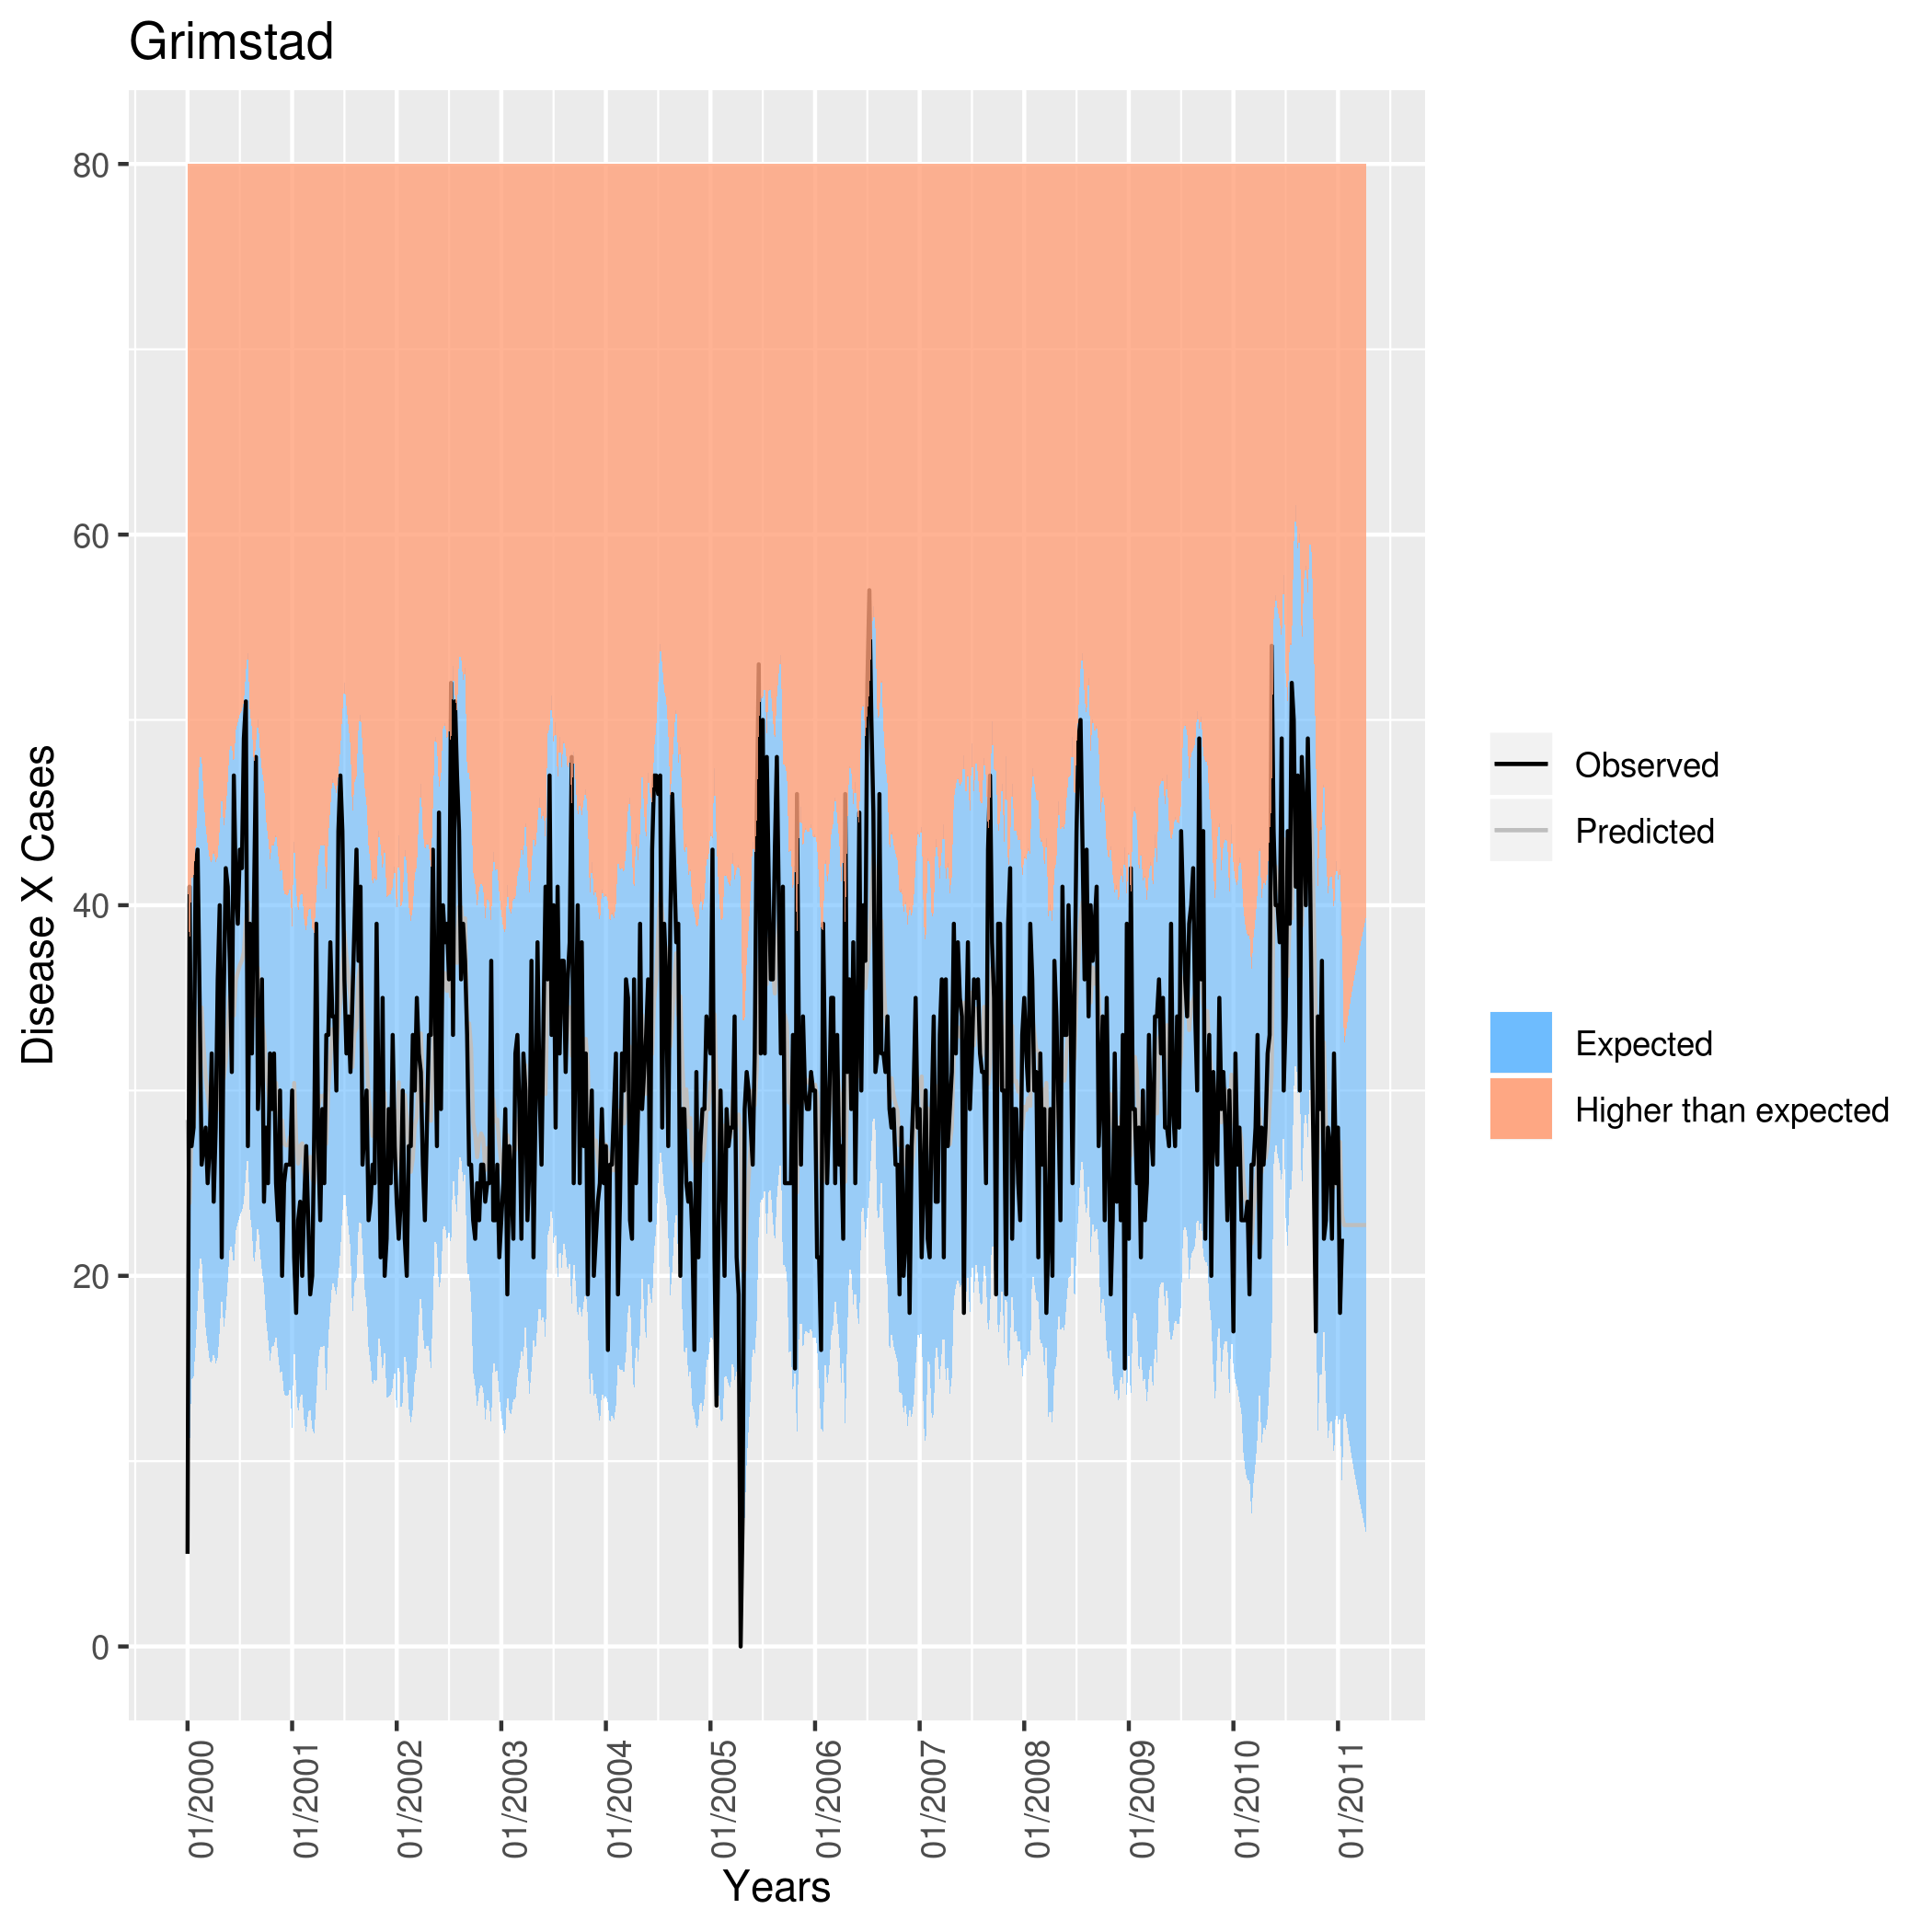 Grimstad
Disease X Cases
80
60
40
20
0
01/2000
01/2001
01/2002
01/2003
01/2004
01/2005
01/2006
01/2007
01/2008
01/2009
01/2010
01/2011
Years
Observed
Predicted
Expected
Higher than expected